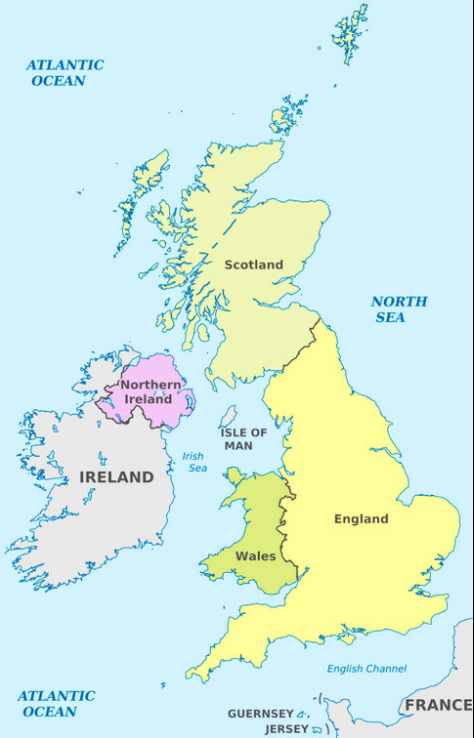 ATLANTIC
OCEAN
Scotland
NORTH
SEA
Northern
Ireland
ISLE OF
MAN
Irish
Sea
IRELAND
England
Wales
English Channel
ATLANTIC
OCEAN
FRANCE
GUERNSEY
JERSEY